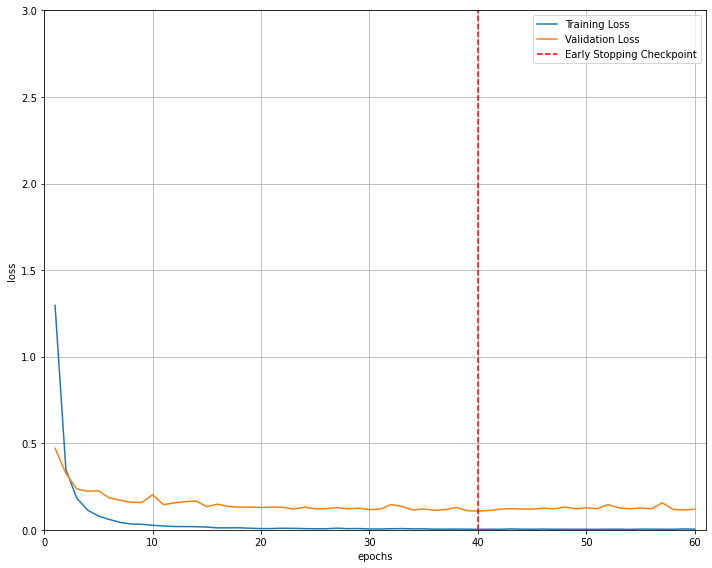 3.0
2.5
2.0
1.5
1.0
0.5
0.0
loss
0 10 20 30 40 50 60
epochs
Training Loss
Validation Loss
Early Stopping Checkpoint